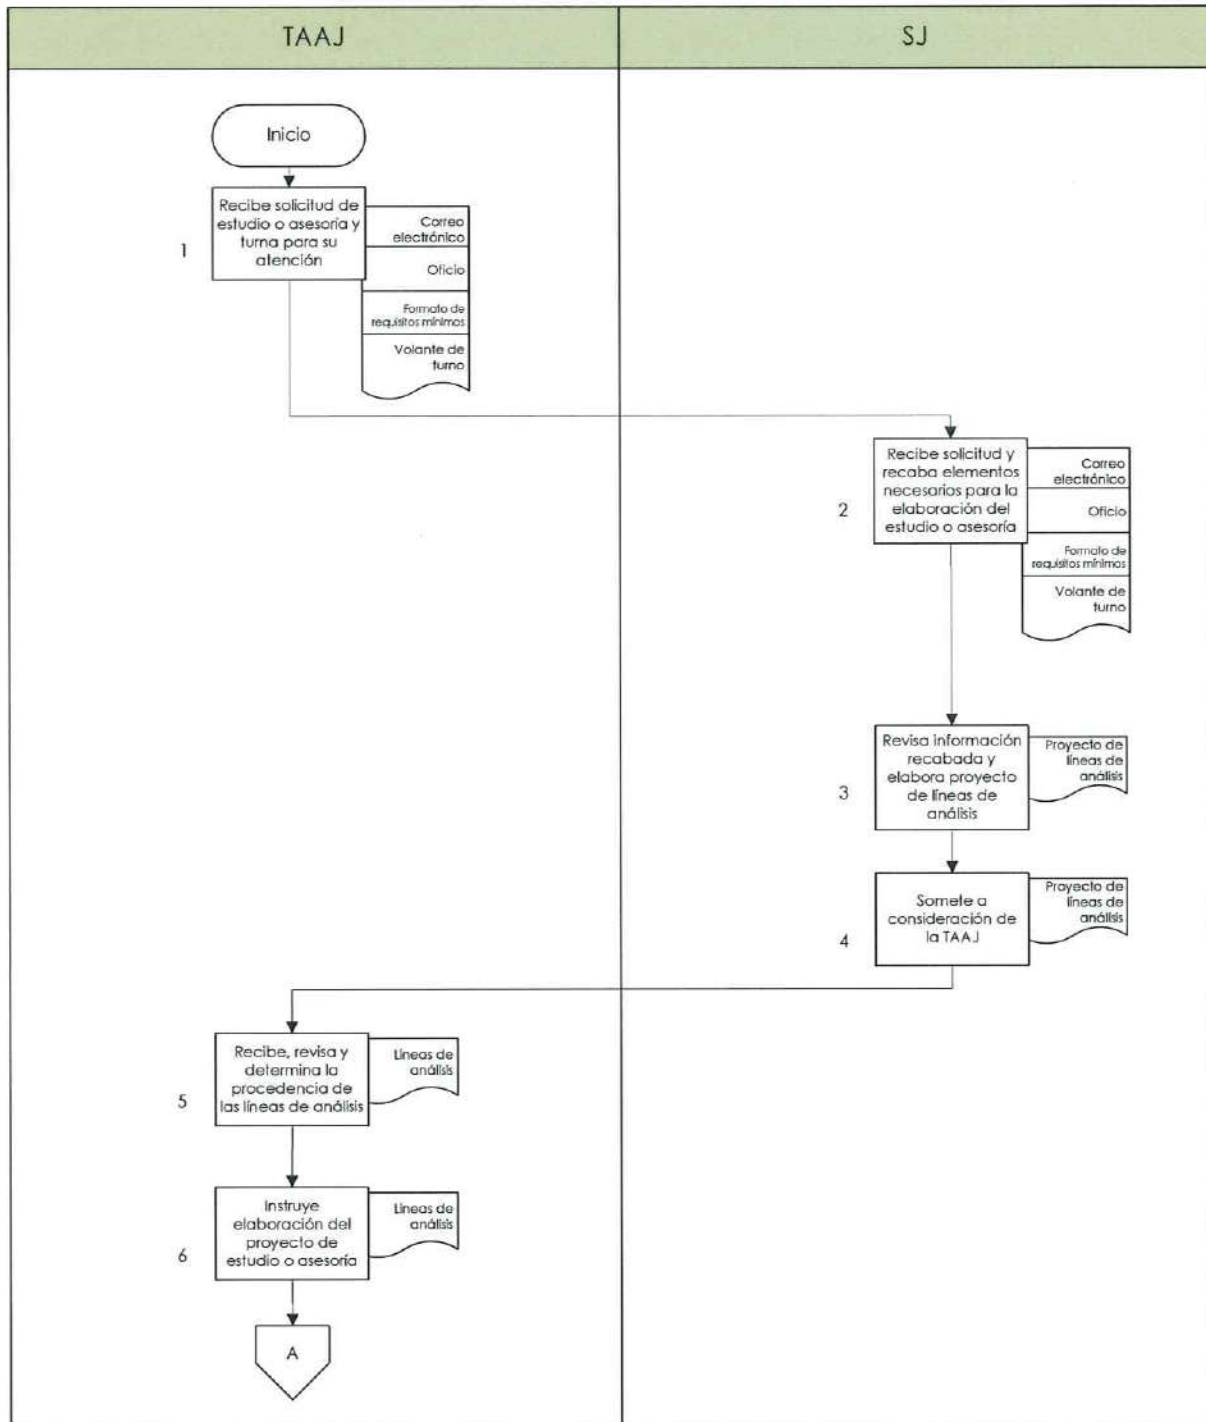 TAAJ
SJ
Inicio
1
Recibe solicitud de
estudio o asesoría y
turna para su
atención
Correo
electrónico
Oficio
Formato de
requisitos mínimos
Volante de
turno
2
Recibe solicitud y
recaba elementos
necesarios para la
elaboración del
estudio o asesoría
Correo
electrónico
Oficio
Formato de
requisitos mínimos
Volante de
turno
3
Revisa información
recabada y
elabora proyecto
de líneas de
análisis
Proyecto de
líneas de
análisis
4
Somete a
consideración de
la TAAJ
Proyecto de
líneas de
análisis
5
Recibe, revisa y
determina la
procedencia de
las líneas de análisis
Líneas de
análisis
6
Instruye
elaboración del
proyecto de
estudio o asesoría
Líneas de
análisis
A